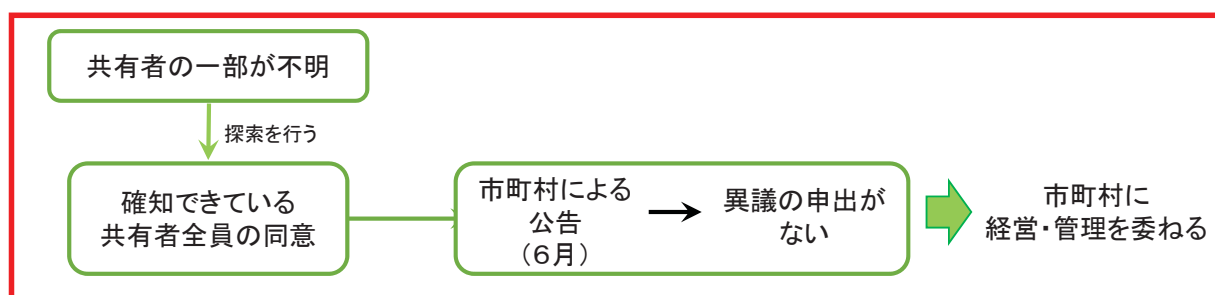 共有者の一部が不明
探索を行う
確知できている
共有者全員の同意
市町村による
公告
（６月）
異議の申出が
ない
市町村に
経営・管理を委ねる